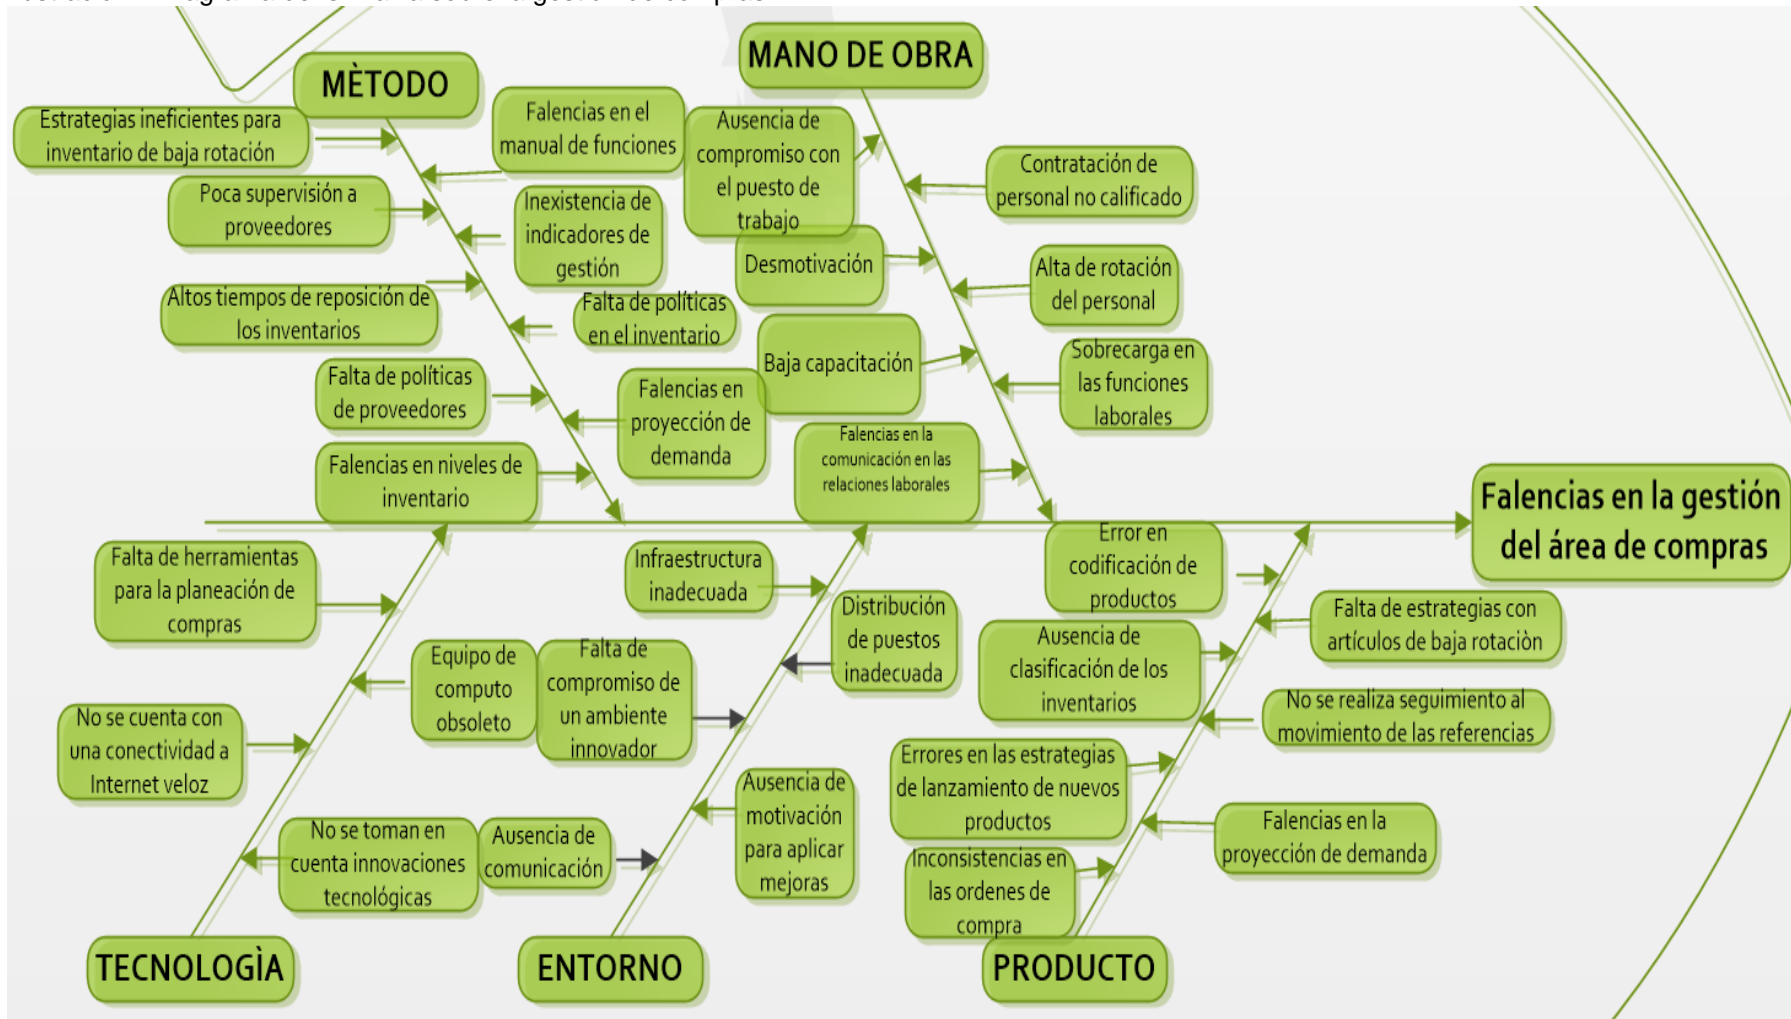 MÈTODO
Estrategias ineficientes para
inventario de baja rotación
Falencias en el
manual de funciones
Poca supervisión a
proveedores
Inexistencia de
indicadores de
gestión
Altos tiempos de reposición de
los inventarios
Falta de políticas
en el inventario
Falta de políticas
de proveedores
Falencias en
proyección de
demanda
Falencias en niveles de
inventario
MANO DE OBRA
Ausencia de
compromiso con
el puesto de
trabajo
Contratación de
personal no calificado
Desmotivación
Alta de rotación
del personal
Baja capacitación
Sobrecarga en
las funciones
laborales
Falencias en la
comunicación en las
relaciones laborales
Falencias en la gestión
del área de compras
Falta de herramientas
para la planeación de
compras
Equipo de
computo
obsoleto
No se cuenta con
una conectividad a
Internet veloz
No se toman en
cuenta innovaciones
tecnológicas
TECNOLOGÌA
Infraestructura
inadecuada
Distribución
de puestos
inadecuada
Falta de
compromiso de
un ambiente
innovador
Ausencia de
motivación
para aplicar
mejoras
Ausencia de
comunicación
ENTORNO
Error en
codificación de
productos
Falta de estrategias con
artículos de baja rotaciòn
Ausencia de
clasificación de los
inventarios
No se realiza seguimiento al
movimiento de las referencias
Errores en las estrategias
de lanzamiento de nuevos
productos
Falencias en la
proyección de demanda
Inconsistencias en
las ordenes de
compra
PRODUCTO